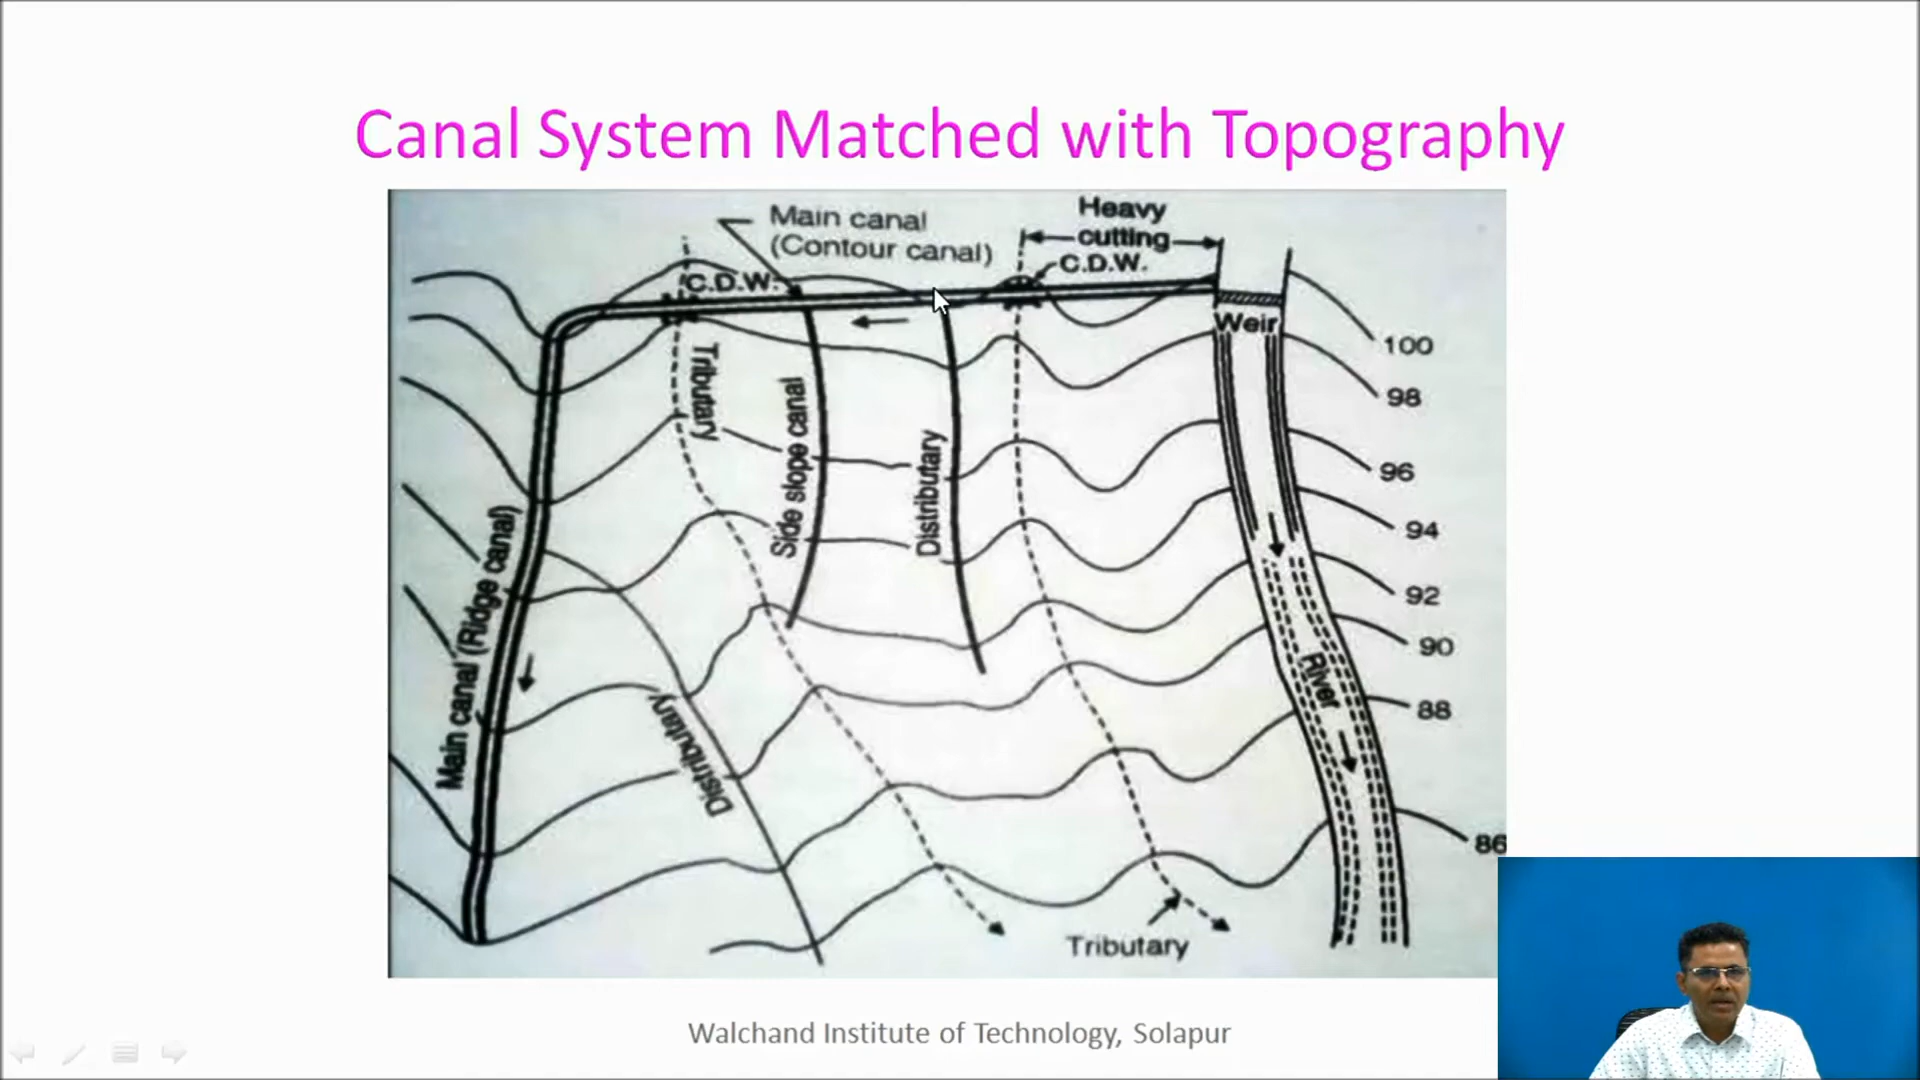 Canal System Matched with Topography
Main canal
(Contour canal)
Heavy
cutting
C.D.W.
C.D.W.
Weir
100
98
96
94
92
90
88
86
Tributary
Side slope canal
Distributary
Main canal (Ridge canal)
Distributary
River
Tributary
Walchand Institute of Technology, Solapur